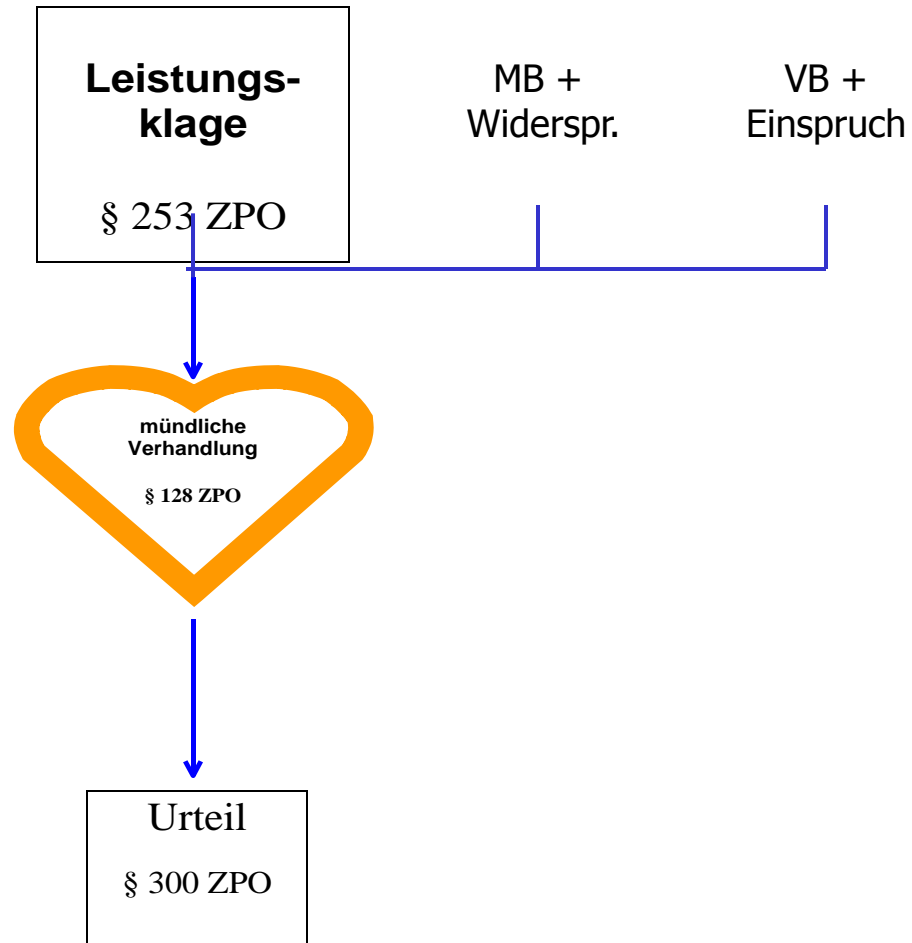 Leistungs-
klage
§ 253 ZPO
MB +
Widerspr.
VB +
Einspruch
mündliche
Verhandlung
§ 128 ZPO
Urteil
§ 300 ZPO